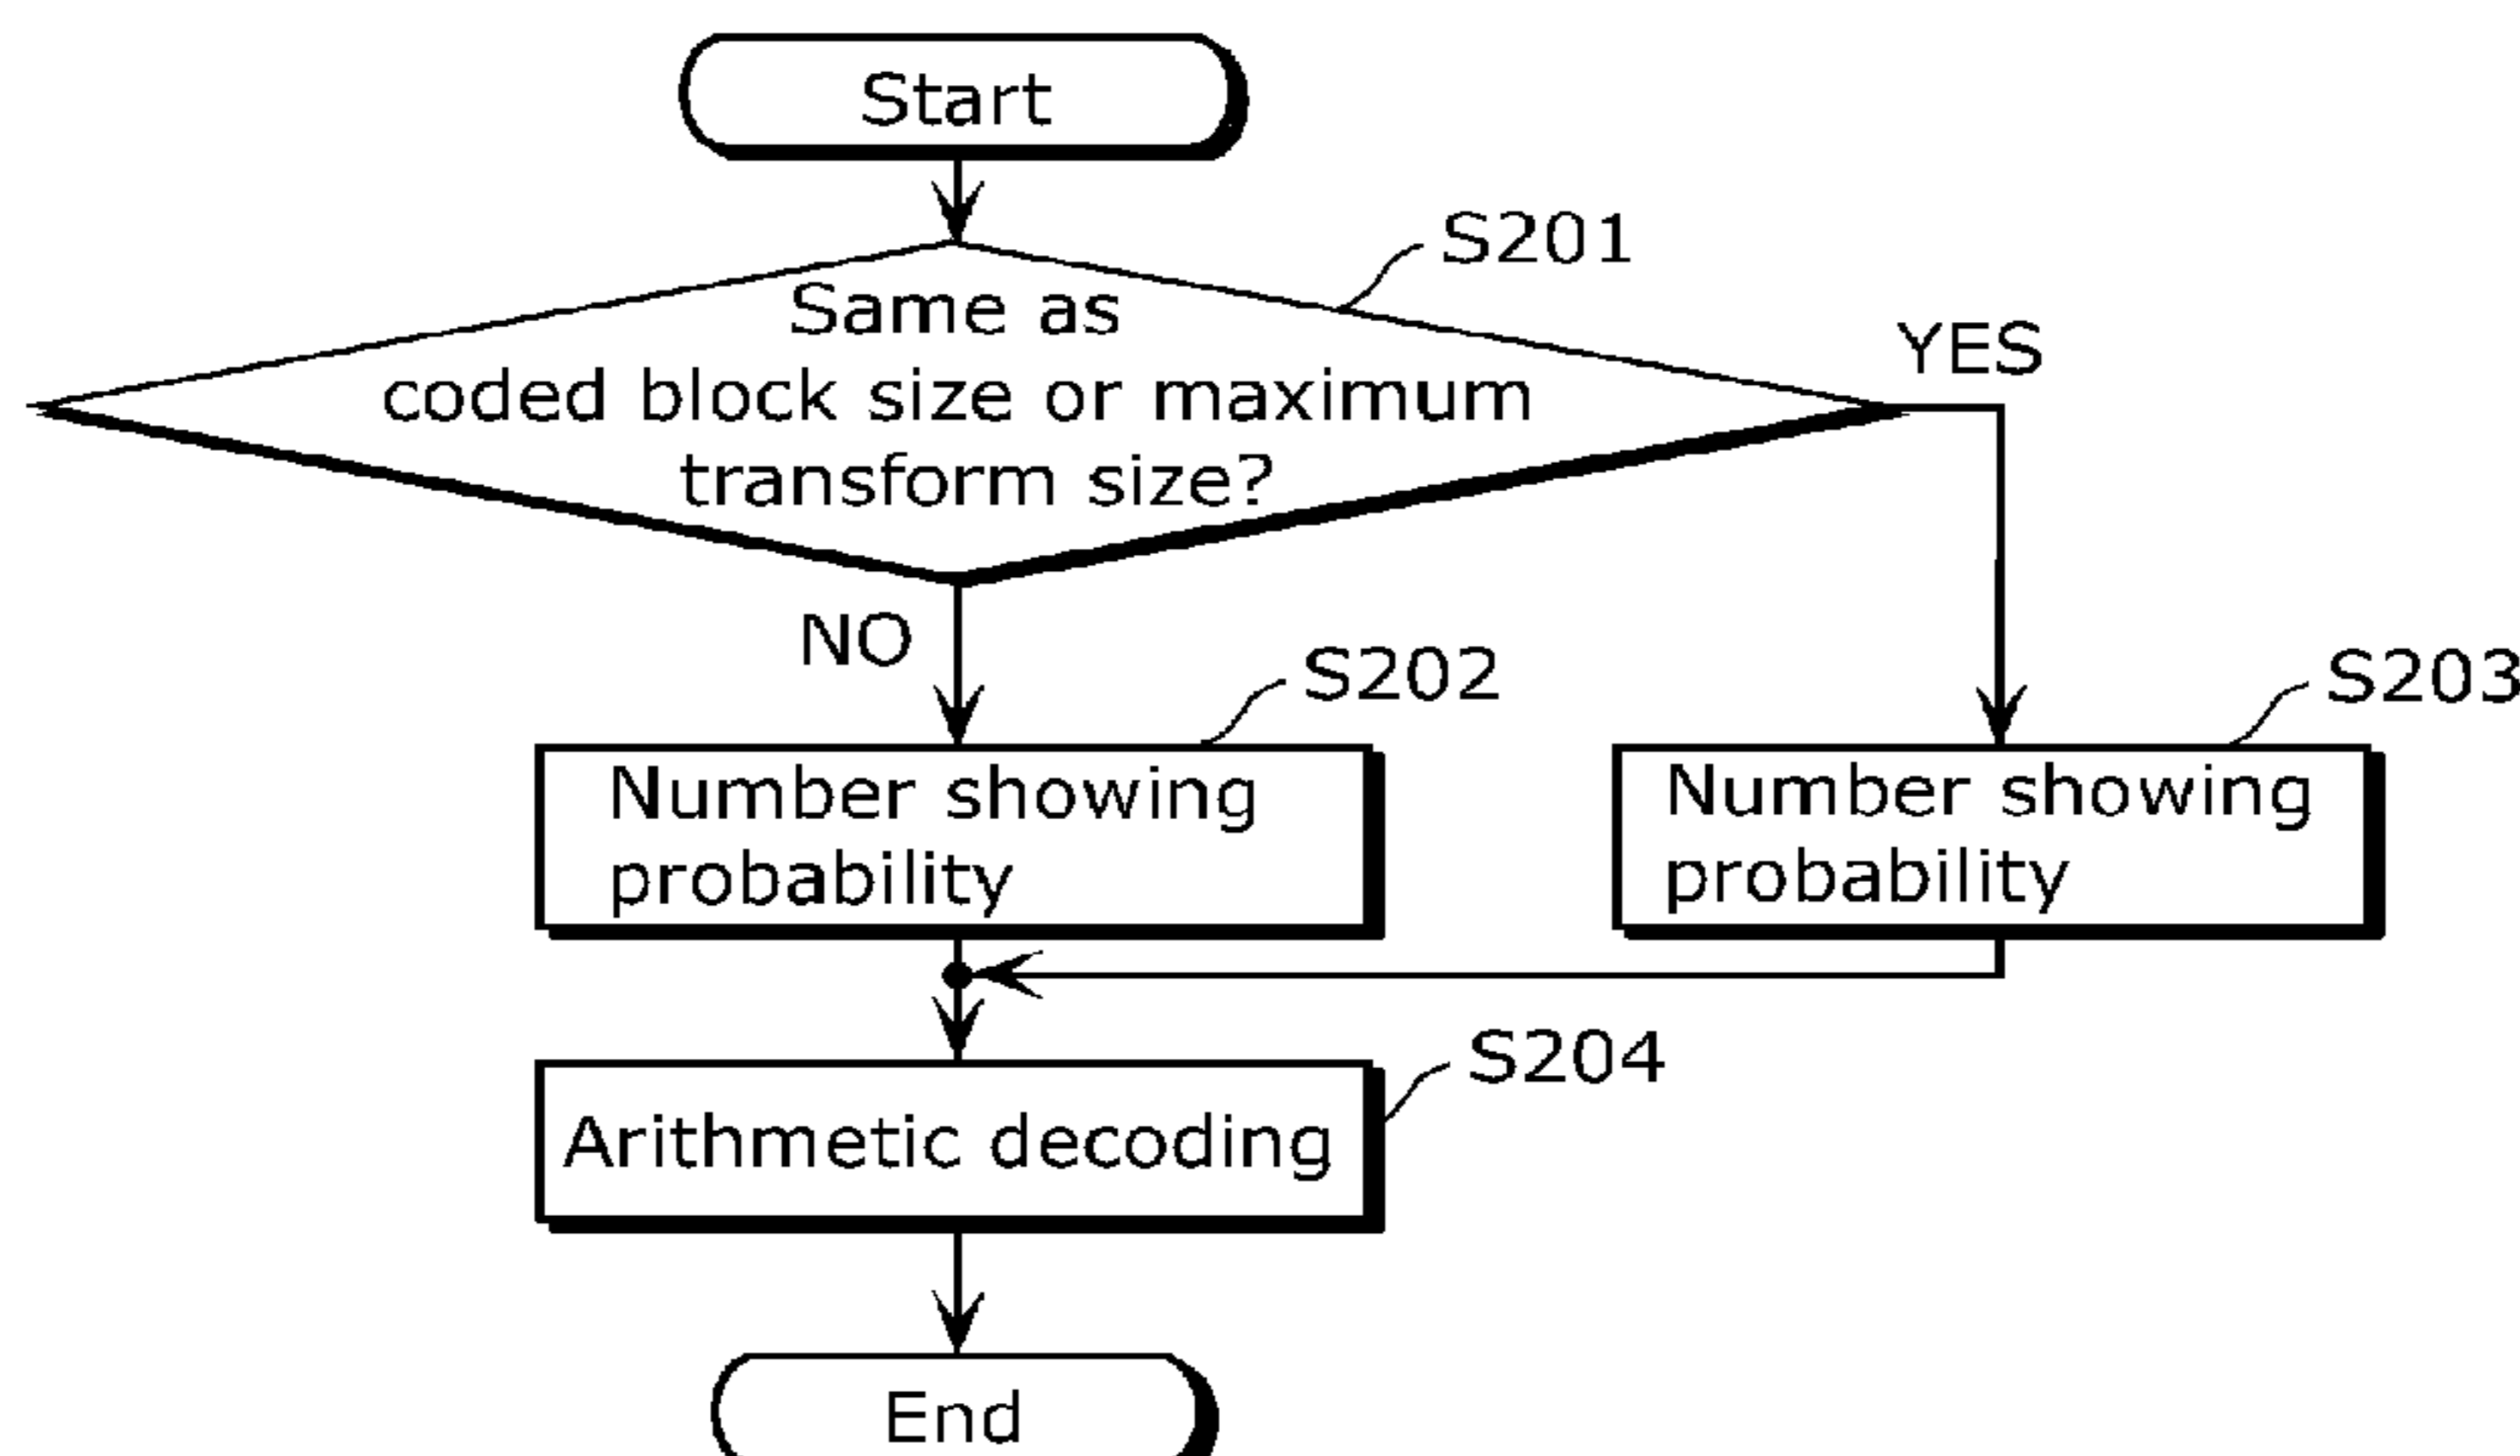 Start
S201
Same as
coded block size or maximum
transform size?
YES
NO
S202
S203
Number showing
probability
Number showing
probability
S204
Arithmetic decoding
End